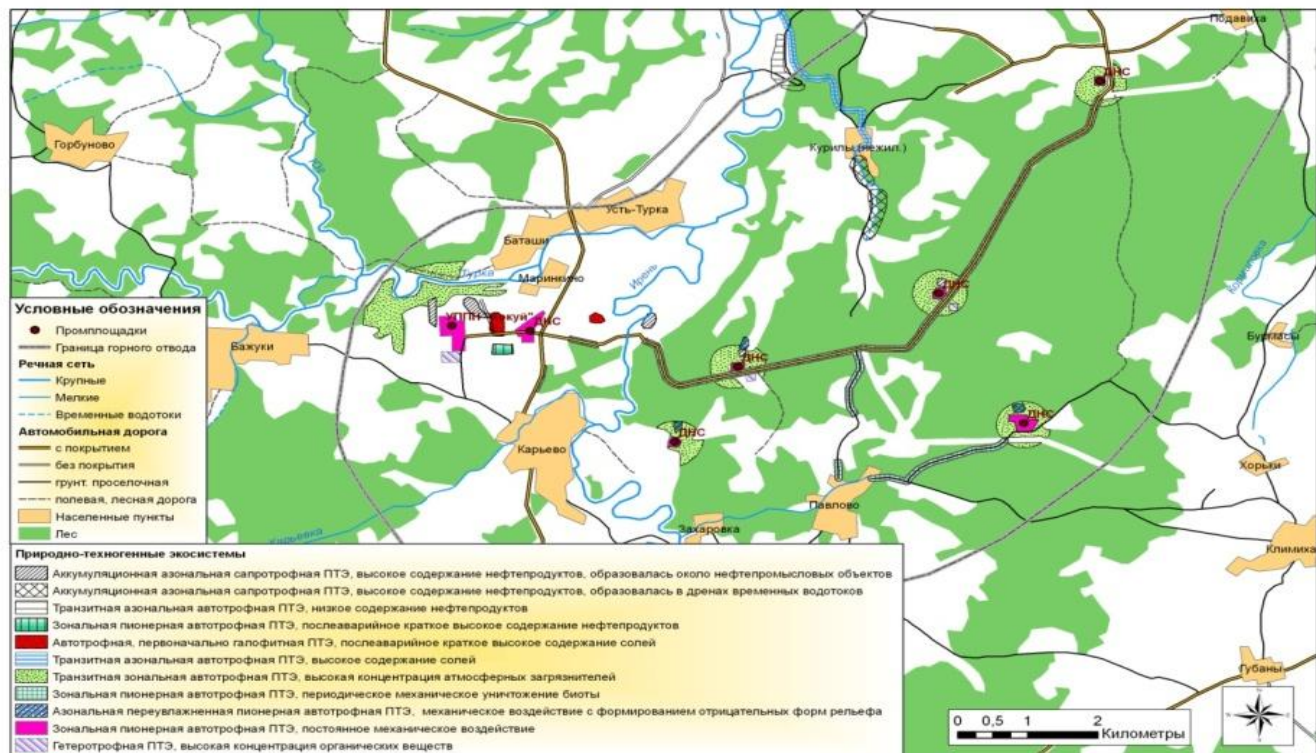 Подавиха
ДНС
Горбуново
Курилы (нежил.)
Усть-Турка
Баташи
Турка
Маринкино
Ирень
ДНС
УППН "Кокуй"
ДНС
Бажуки
ДНС
Бурмасы
ДНС
Карьево
ДНС
Хорьки
Павлово
Захаровка
Климиха
Губаны
Условные обозначения
Промплощадки
Граница горного отвода
Речная сеть
Крупные
Мелкие
Временные водотоки
Автомобильная дорога
с покрытием
без покрытия
грунт. проселочная
полевая, лесная дорога
Населенные пункты
Лес
Природно-техногенные экосистемы
Аккумуляционная азональная сапротрофная ПТЭ, высокое содержание нефтепродуктов, образовалась около нефтепромысловых объектов
Аккумуляционная азональная сапротрофная ПТЭ, высокое содержание нефтепродуктов, образовалась в дренах временных водотоков
Транзитная азональная автотрофная ПТЭ, низкое содержание нефтепродуктов
Зональная пионерная автотрофная ПТЭ, послеаварийное краткое высокое содержание нефтепродуктов
Автотрофная, первоначально галофитная ПТЭ, послеаварийное краткое высокое содержание солей
Транзитная азональная автотрофная ПТЭ, высокое содержание солей
Транзитная зональная автотрофная ПТЭ, высокая концентрация атмосферных загрязнителей
Зональная пионерная автотрофная ПТЭ, периодическое механическое уничтожение биоты
Азональная переувлажненная пионерная автотрофная ПТЭ, механическое воздействие с формированием отрицательных форм рельефа
Зональная пионерная автотрофная ПТЭ, постоянное механическое воздействие
Гетеротрофная ПТЭ, высокая концентрация органических веществ
0 0,5 1 2
Километры